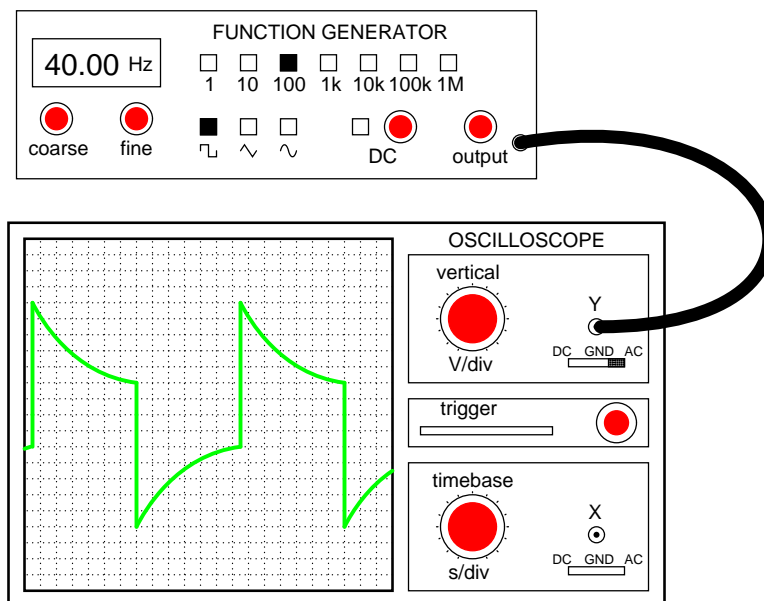 FUNCTION GENERATOR
40.00 Hz
1 10 100 1k 10k 100k 1M
coarse fine DC output
OSCILLOSCOPE
vertical
Y
DC GND AC
V/div
trigger
timebase
X
DC GND AC
s/div